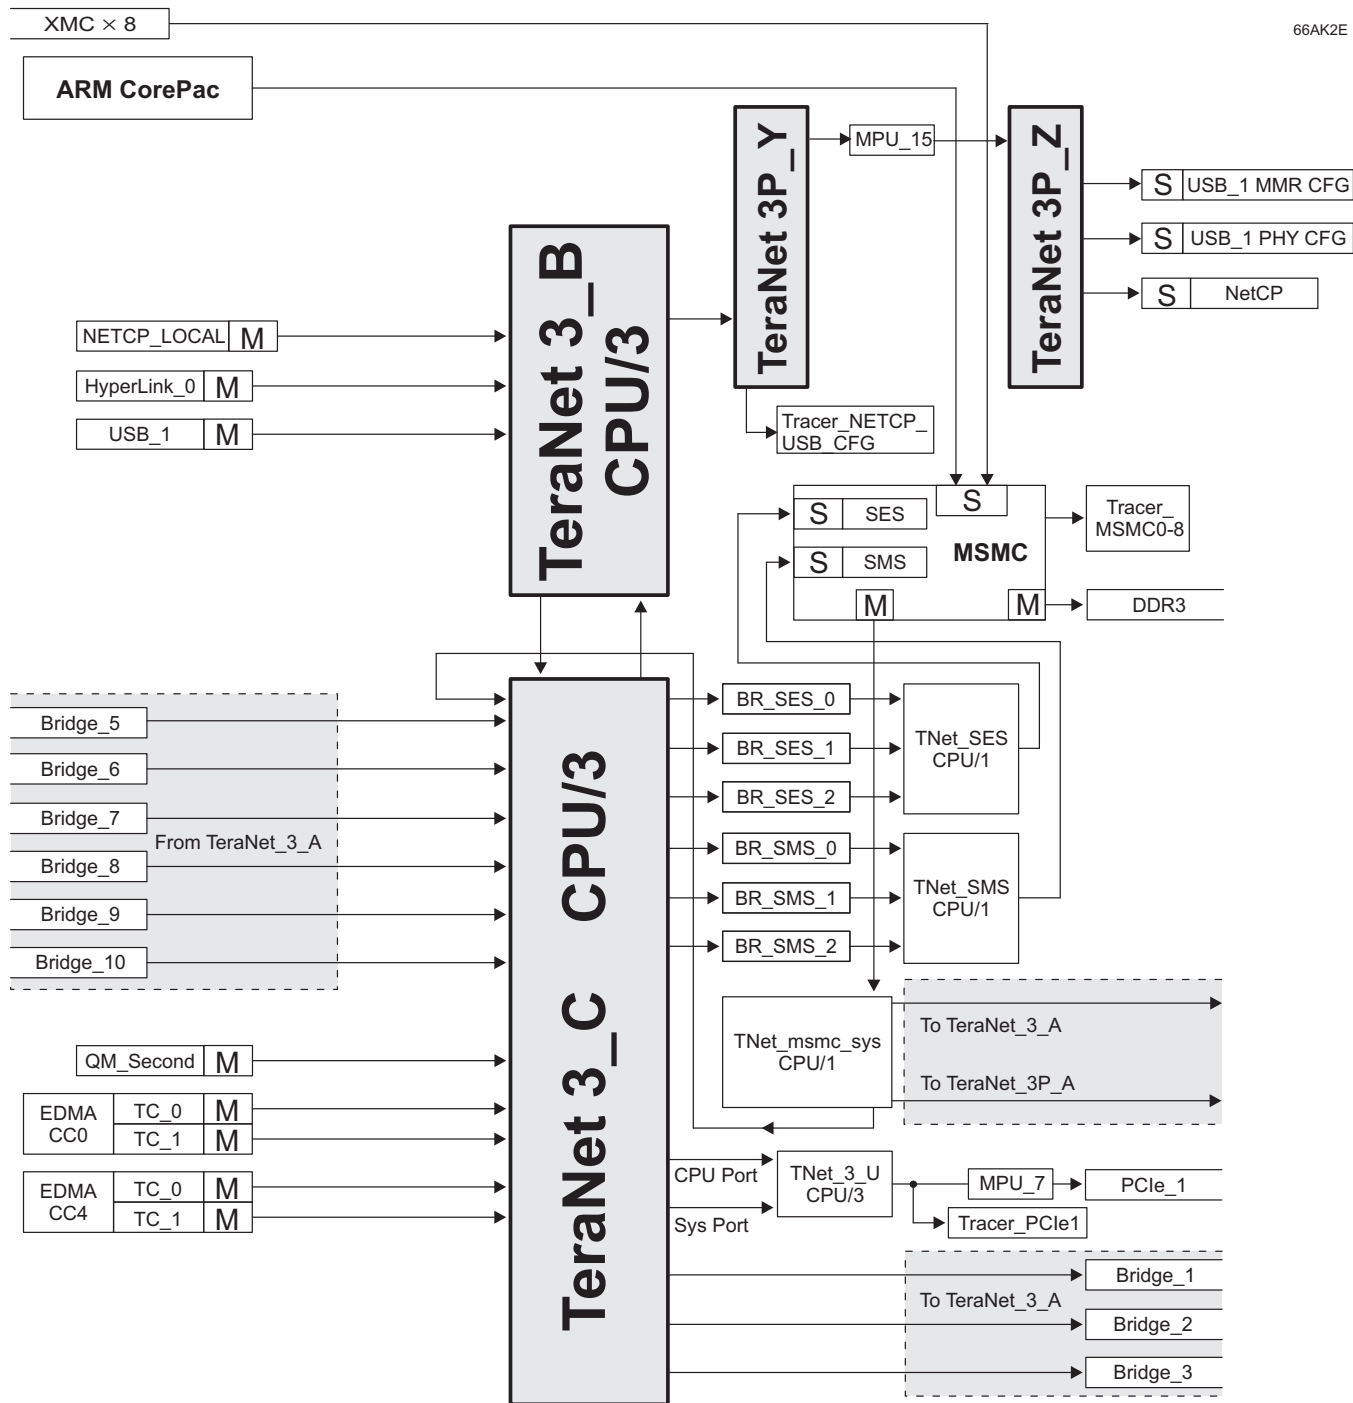 XMC × 8
66AK2E
ARM CorePac
TeraNet 3P_Y
MPU_15
TeraNet 3P_Z
S USB_1 MMR CFG
S USB_1 PHY CFG
S NetCP
TeraNet 3_B
CPU/3
NETCP_LOCAL M
HyperLink_0 M
USB_1 M
Tracer_NETCP_
USB_CFG
S
S SES
S SMS
MSMC
M
M
Tracer_
MSMC0-8
DDR3
Bridge_5
Bridge_6
Bridge_7
From TeraNet_3_A
Bridge_8
Bridge_9
Bridge_10
TeraNet 3_C CPU/3
BR_SES_0
BR_SES_1
BR_SES_2
TNet_SES
CPU/1
BR_SMS_0
BR_SMS_1
BR_SMS_2
TNet_SMS
CPU/1
TNet_msmc_sys
CPU/1
To TeraNet_3_A
To TeraNet_3P_A
QM_Second M
EDMA
CC0
TC_0 M
TC_1 M
EDMA
CC4
TC_0 M
TC_1 M
CPU Port
Sys Port
TNet_3_U
CPU/3
MPU_7
PCIe_1
Tracer_PCIe1
To TeraNet_3_A
Bridge_1
Bridge_2
Bridge_3